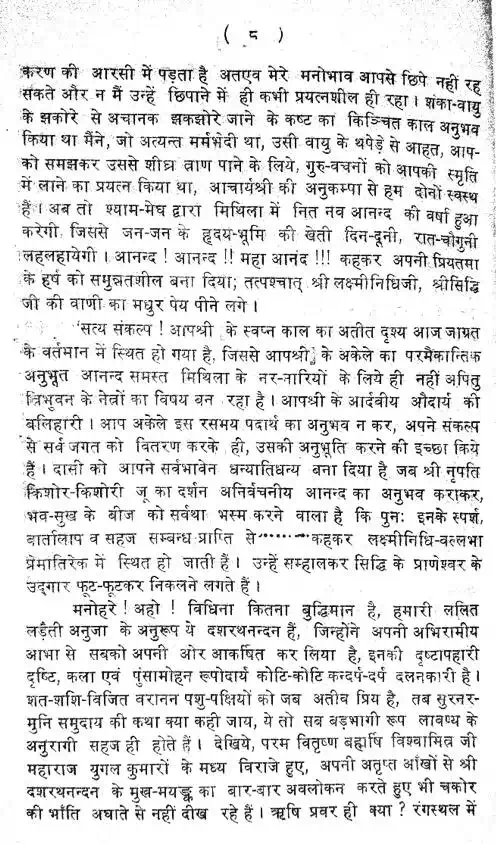 ( ८ )
करण की आरसी में पड़ता है अतएव मेरे मनोभाव आपसे छिपे नहीं रह
सकते और न मैं उन्हें छिपाने में ही कभी प्रयत्नशील ही रहा। शंका-वायु
के झकोरे से अचानक झकझोरे जाने के कष्ट का किञ्चित काल अनुभव
किया था मैंने, जो अत्यन्त मर्मभेदी था, उसी वायु के थपेड़े से आहत, आप-
को समझकर उससे शीघ्र त्राण पाने के लिये, गुरु-वचनों को आपकी स्मृति
में लाने का प्रयत्न किया था, आचार्यश्री की अनुकम्पा से हम दोनों स्वस्थ
हैं। अब तो श्याम-मेघ द्वारा मिथिला में नित नव आनन्द की वर्षा हुआ
करेगी जिससे जन-जन के हृदय-भूमि की खेती दिन-दूनी, रात-चौगुनी
लहलहायेगी। आनन्द ! आनन्द !! महा आनंद !!! कहकर अपनी प्रियतमा
के हर्ष को समुन्नतशील बना दिया; तत्पश्चात् श्री लक्ष्मीनिधिजी, श्रीसिद्धि
जी की वाणी का मधुर पेय पीने लगे।
'सत्य संकल्प ! आपश्री के स्वप्न काल का अतीत दृश्य आज जाग्रत
के वर्तमान में स्थित हो गया है, जिससे आपश्री के अकेले का परमैकान्तिक
अनुभूत आनन्द समस्त मिथिला के नर-नारियों के लिये ही नहीं अपितु
त्रिभुवन के नेत्रों का विषय बन रहा है। आपश्री के आर्दवीय औदार्य की
बलिहारी। आप अकेले इस रसमय पदार्थ का अनुभव न कर, अपने संकल्प
से सर्व जगत को वितरण करके ही, उसकी अनुभूति करने की इच्छा किये
हैं। दासी को आपने सर्वभावेन धन्यातिधन्य बना दिया है जब श्री नृपति
किशोर-किशोरी जू का दर्शन अनिर्वचनीय आनन्द का अनुभव कराकर,
भव-सुख के बीज को सर्वथा भस्म करने वाला है कि पुनः इनके स्पर्श,
वार्तालाप व सहज सम्बन्ध प्राप्ति से········कहकर लक्ष्मीनिधि-वल्लभा
प्रेमातिरेक में स्थित हो जाती हैं। उन्हें सम्हालकर सिद्धि के प्राणेश्वर के
उद्गार फूट-फूटकर निकलने लगते हैं।
मनोहरे ! अहो ! विधिना कितना बुद्धिमान है, हमारी ललित
लड़ैती अनुजा के अनुरूप ये दशरथनन्दन हैं, जिन्होंने अपनी अभिरामीय
आभा से सबको अपनी ओर आकर्षित कर लिया है, इनकी दृष्टापहारी
दृष्टि, कला एवं पुंसामोहन रूपोदार्य कोटि-कोटि कन्दर्प-दर्प दलनकारी है।
शत-शशि-विजित वरानन पशु-पक्षियों को जब अतीव प्रिय है, तब सुरनर-
मुनि समुदाय की कथा क्या कही जाय, ये तो सब बड़भागी रूप लावण्य के
अनुरागी सहज ही होते हैं। देखिये, परम वितृष्ण ब्रह्मर्षि विश्वामित्र जी
महाराज युगल कुमारों के मध्य विराजे हुए, अपनी अतृप्त आँखों से श्री
दशरथनन्दन के मुख-मयङ्क का बार-बार अवलोकन करते हुए भी चकोर
की भाँति अघाते से नहीं दीख रहे हैं। ऋषि प्रवर ही क्या ? रंगस्थल में